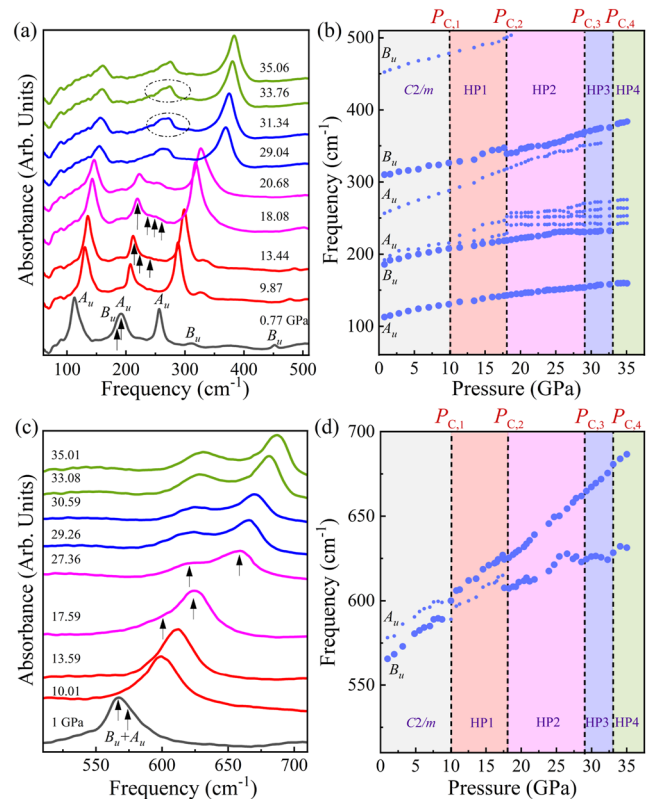 (a)
35.06
33.76
31.34
29.04
20.68
18.08
13.44
9.87
0.77 GPa
A_u
B_u
A_u
A_u
B_u
B_u
Absorbance (Arb. Units)
100 200 300 400 500
Frequency (cm⁻¹)
(b)
P_C,1 P_C,2 P_C,3 P_C,4
B_u
C2/m HP1 HP2 HP3 HP4
B_u
A_u
A_u
B_u
A_u
Frequency (cm⁻¹)
500
400
300
200
100
0 5 10 15 20 25 30 35
Pressure (GPa)
(c)
35.01
33.08
30.59
29.26
27.36
17.59
13.59
10.01
1 GPa
B_u+A_u
Absorbance (Arb. Units)
550 600 650 700
Frequency (cm⁻¹)
(d)
P_C,1 P_C,2 P_C,3 P_C,4
A_u
B_u
C2/m HP1 HP2 HP3 HP4
Frequency (cm⁻¹)
700
650
600
550
0 5 10 15 20 25 30 35
Pressure (GPa)